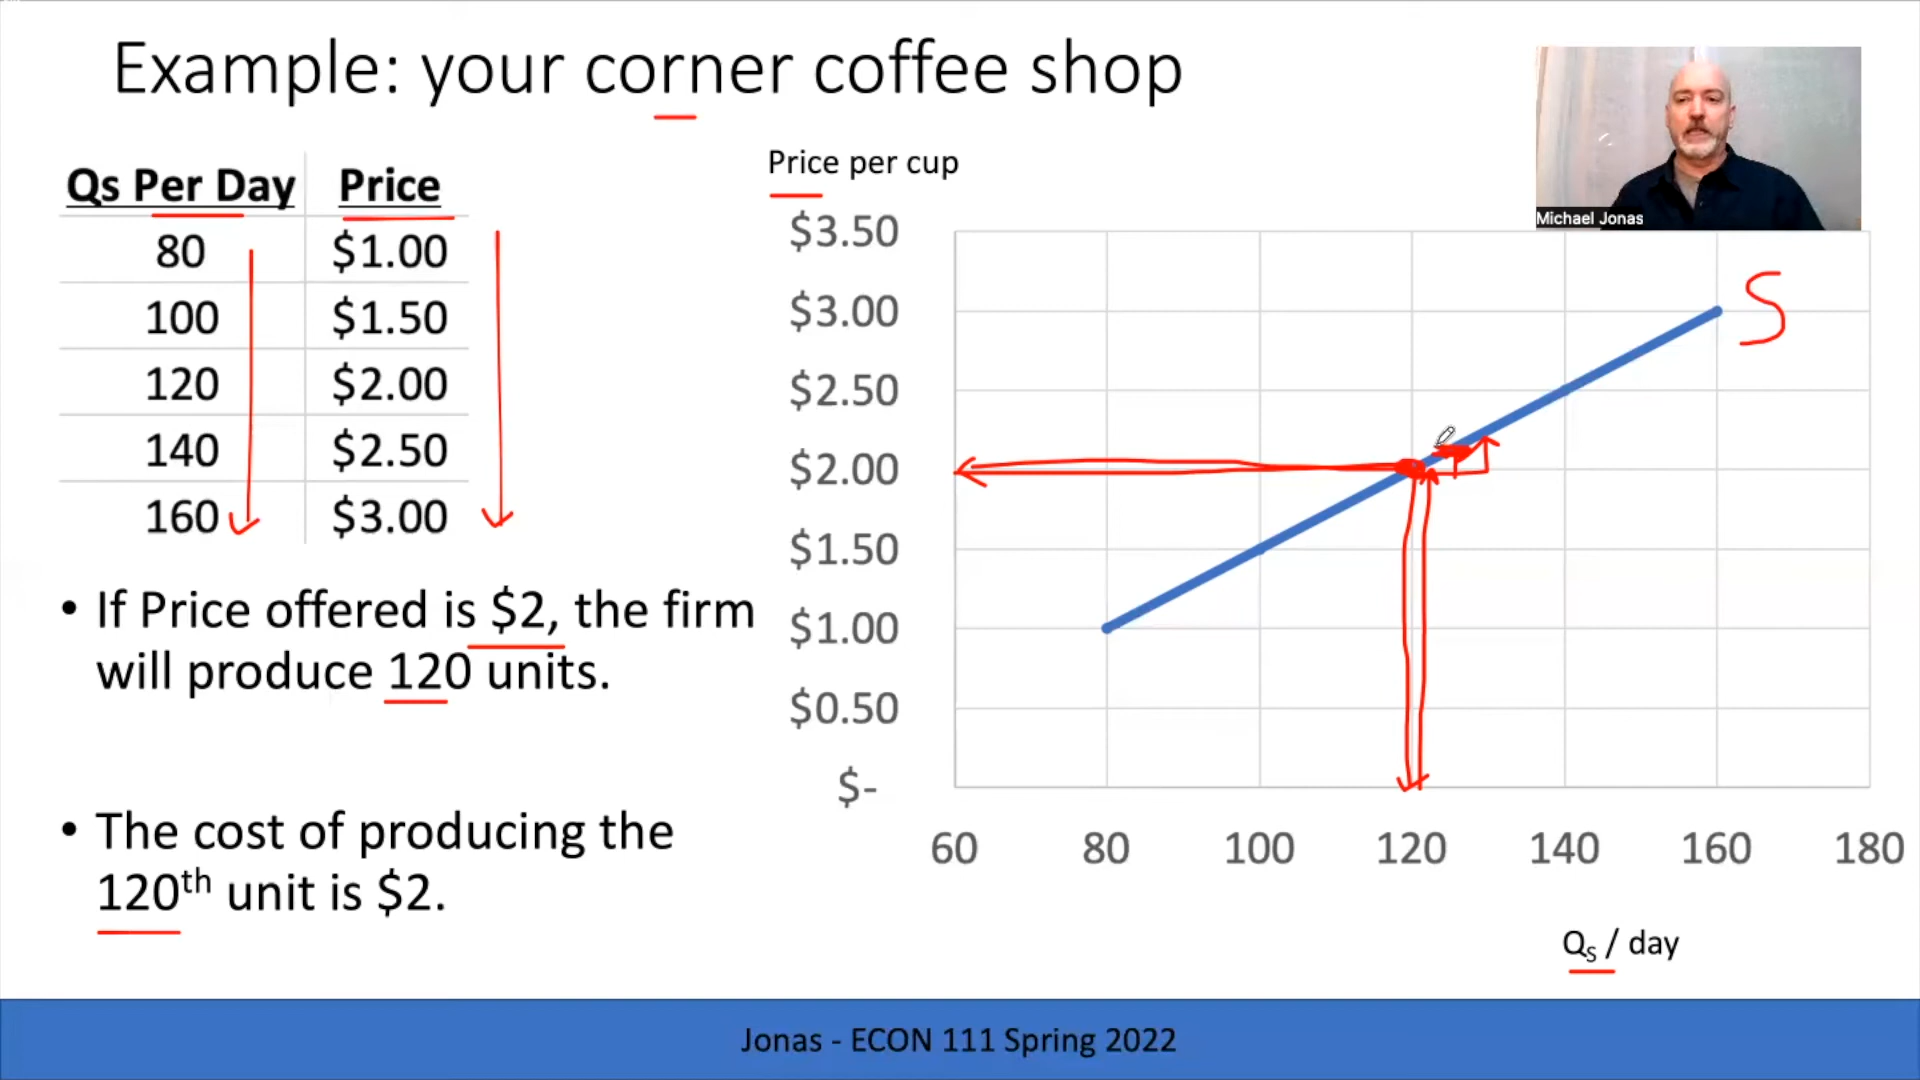 Example: your corner coffee shop
Michael Jonas
Qs Per Day Price
80 $1.00
100 $1.50
120 $2.00
140 $2.50
160 $3.00
• If Price offered is $2, the firm
will produce 120 units.
• The cost of producing the
120th unit is $2.
Price per cup
$3.50
$3.00
$2.50
$2.00
$1.50
$1.00
$0.50
$-
60 80 100 120 140 160 180
S
QS / day
Jonas - ECON 111 Spring 2022